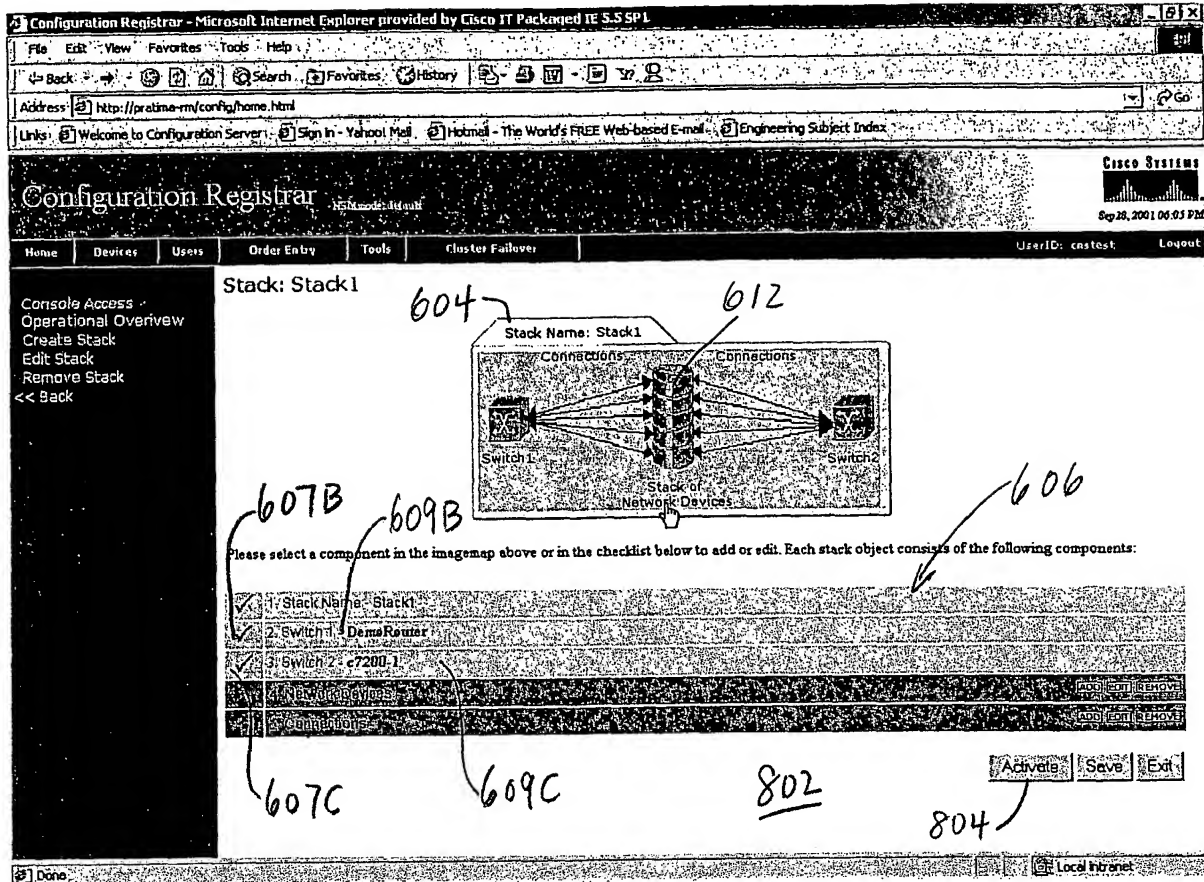 Configuration Registrar - Microsoft Internet Explorer provided by Cisco IT Packaged IE 5.5 SP1
File Edit View Favorites Tools Help
Back Search Favorites History
Address http://pratima-rm/config/home.html Go
Links Welcome to Configuration Server Sign In - Yahoo! Mail Hotmail - The World's FREE Web-based E-mail Engineering Subject Index
CISCO SYSTEMS
Configuration Registrar
Sep 28, 2001 06:05 PM
Home Devices Users Order Entry Tools Cluster Failover UserID: cnstest Logout
Console Access
Operational Overivew
Create Stack
Edit Stack
Remove Stack
<< Back
Stack: Stack1
604
612
Stack Name: Stack1
Connections Connections
Switch1 Switch2
Stack of
Network Devices
607B
609B
606
Please select a component in the imagemap above or in the checklist below to add or edit. Each stack object consists of the following components:
1. Stack Name - Stack1
2. Switch 1 - DemoRouter
3. Switch 2 - c7200-1
4. Network Devices ADD EDIT REMOVE
5. Connections ADD EDIT REMOVE
Activate Save Exit
607C
609C
802
804
Done Local intranet